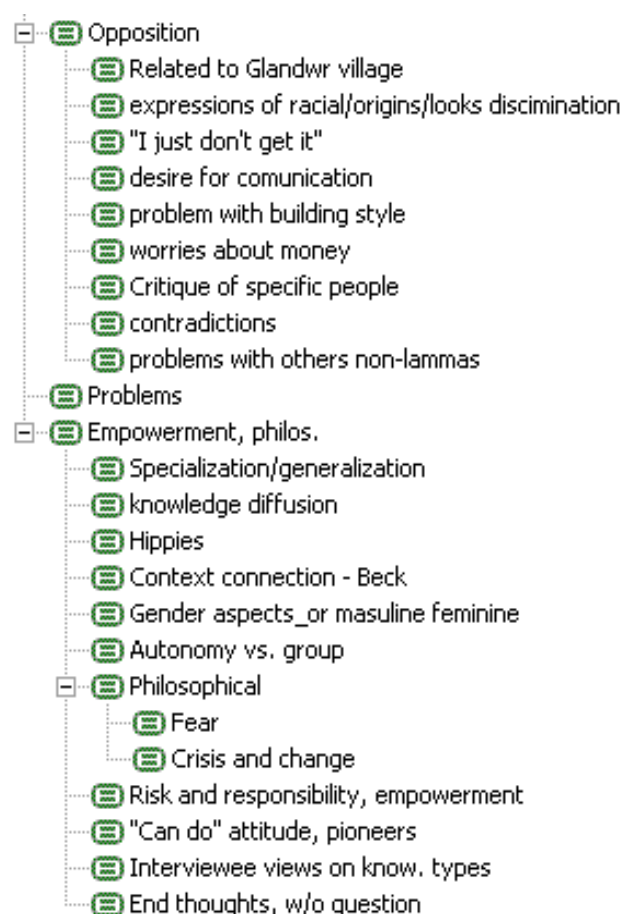 Opposition
Related to Glandwr village
expressions of racial/origins/looks discimination
"I just don't get it"
desire for comunication
problem with building style
worries about money
Critique of specific people
contradictions
problems with others non-lammas
Problems
Empowerment, philos.
Specialization/generalization
knowledge diffusion
Hippies
Context connection - Beck
Gender aspects_or masuline feminine
Autonomy vs. group
Philosophical
Fear
Crisis and change
Risk and responsibility, empowerment
"Can do" attitude, pioneers
Interviewee views on know. types
End thoughts, w/o question